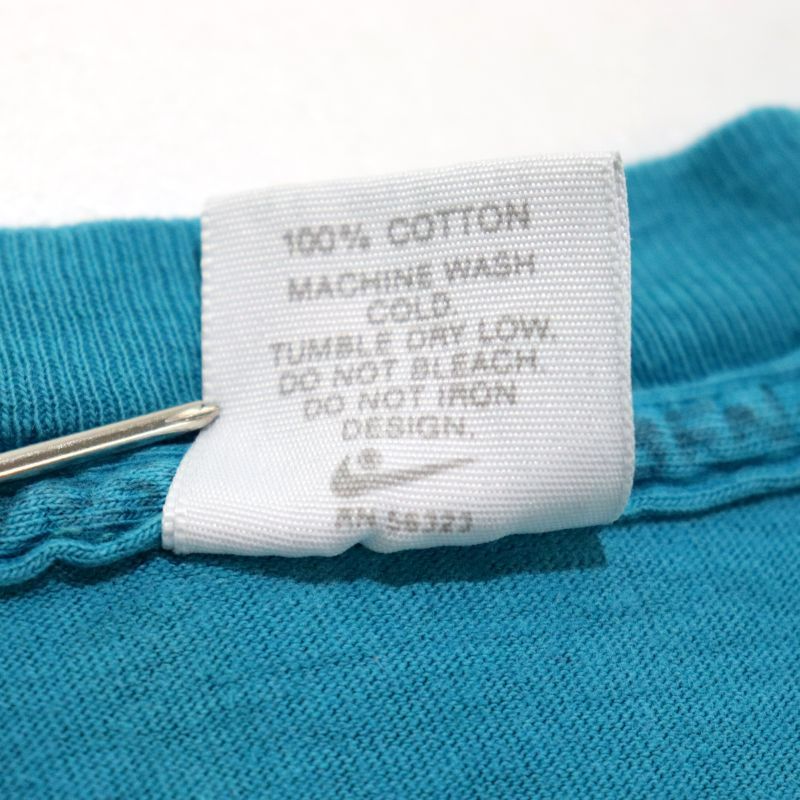 100% COTTON
MACHINE WASH
COLD.
TUMBLE DRY LOW.
DO NOT BLEACH.
DO NOT IRON
DESIGN.
®
RN 56323